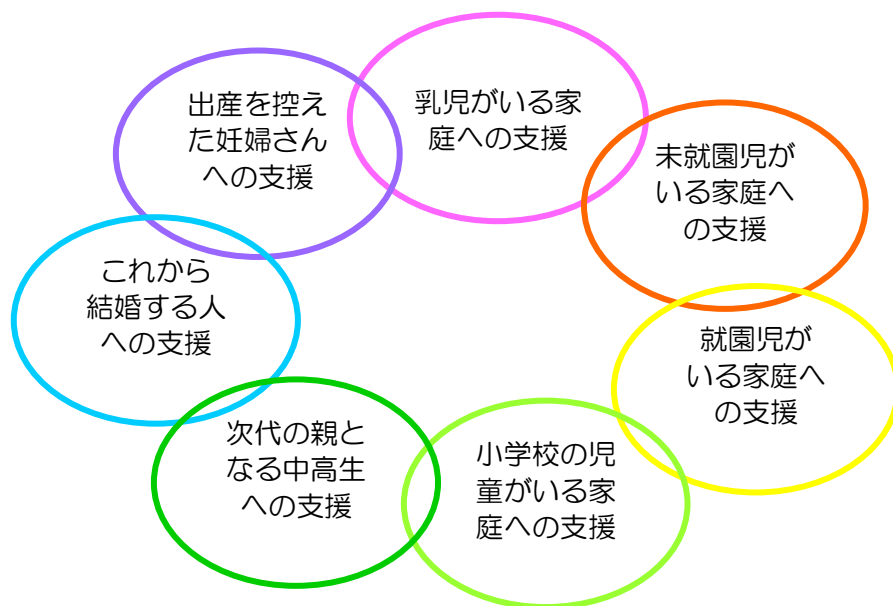 出産を控え
た妊婦さん
への支援
乳児がいる家
庭への支援
未就園児が
いる家庭へ
の支援
就園児が
いる家庭へ
の支援
小学校の児
童がいる家
庭への支援
次代の親と
なる中高生
への支援
これから
結婚する人
への支援